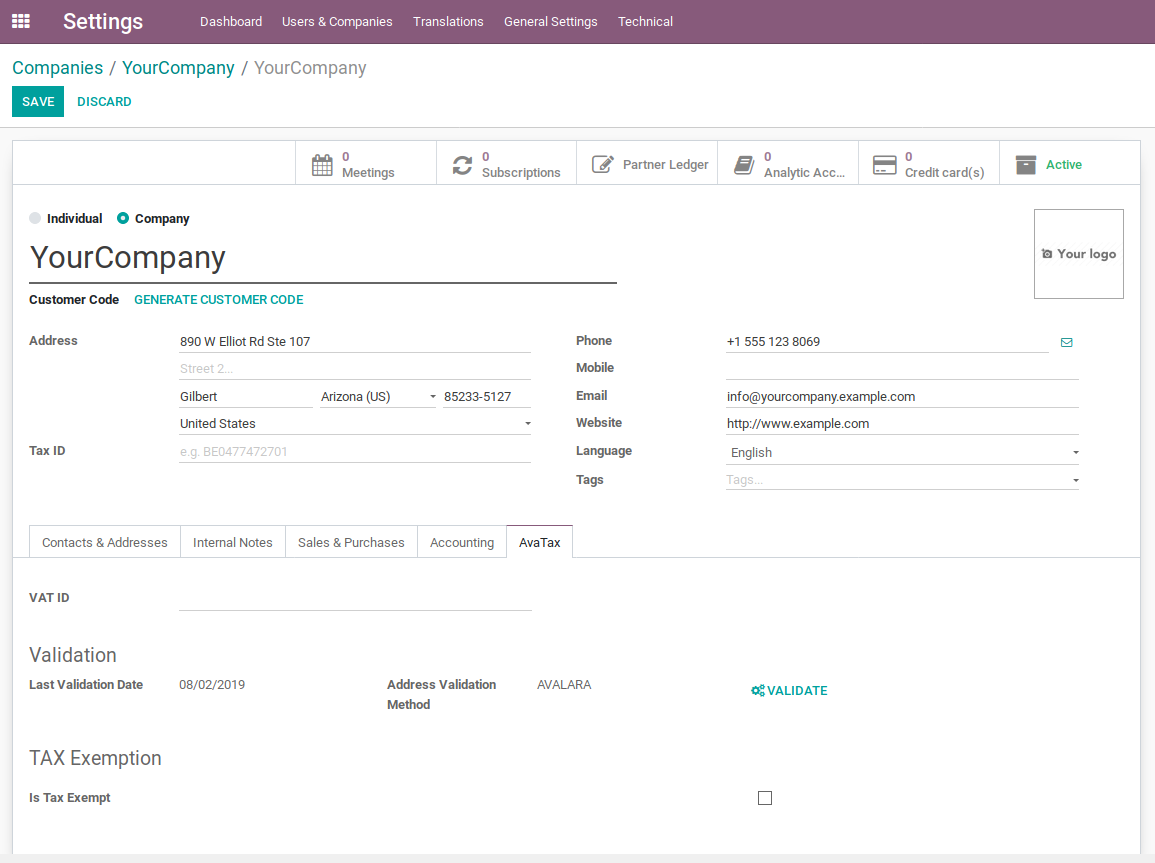 Settings Dashboard Users & Companies Translations General Settings Technical
Companies / YourCompany / YourCompany
SAVE DISCARD
0 Meetings
0 Subscriptions
Partner Ledger
0 Analytic Acc...
0 Credit card(s)
Active
Individual Company
Your logo
YourCompany
Customer Code GENERATE CUSTOMER CODE
Address 890 W Elliot Rd Ste 107
Street 2...
Gilbert Arizona (US) 85233-5127
United States
Tax ID e.g. BE0477472701
Phone +1 555 123 8069
Mobile
Email info@yourcompany.example.com
Website http://www.example.com
Language English
Tags Tags...
Contacts & Addresses Internal Notes Sales & Purchases Accounting AvaTax
VAT ID
Validation
Last Validation Date 08/02/2019
Address Validation Method AVALARA
VALIDATE
TAX Exemption
Is Tax Exempt